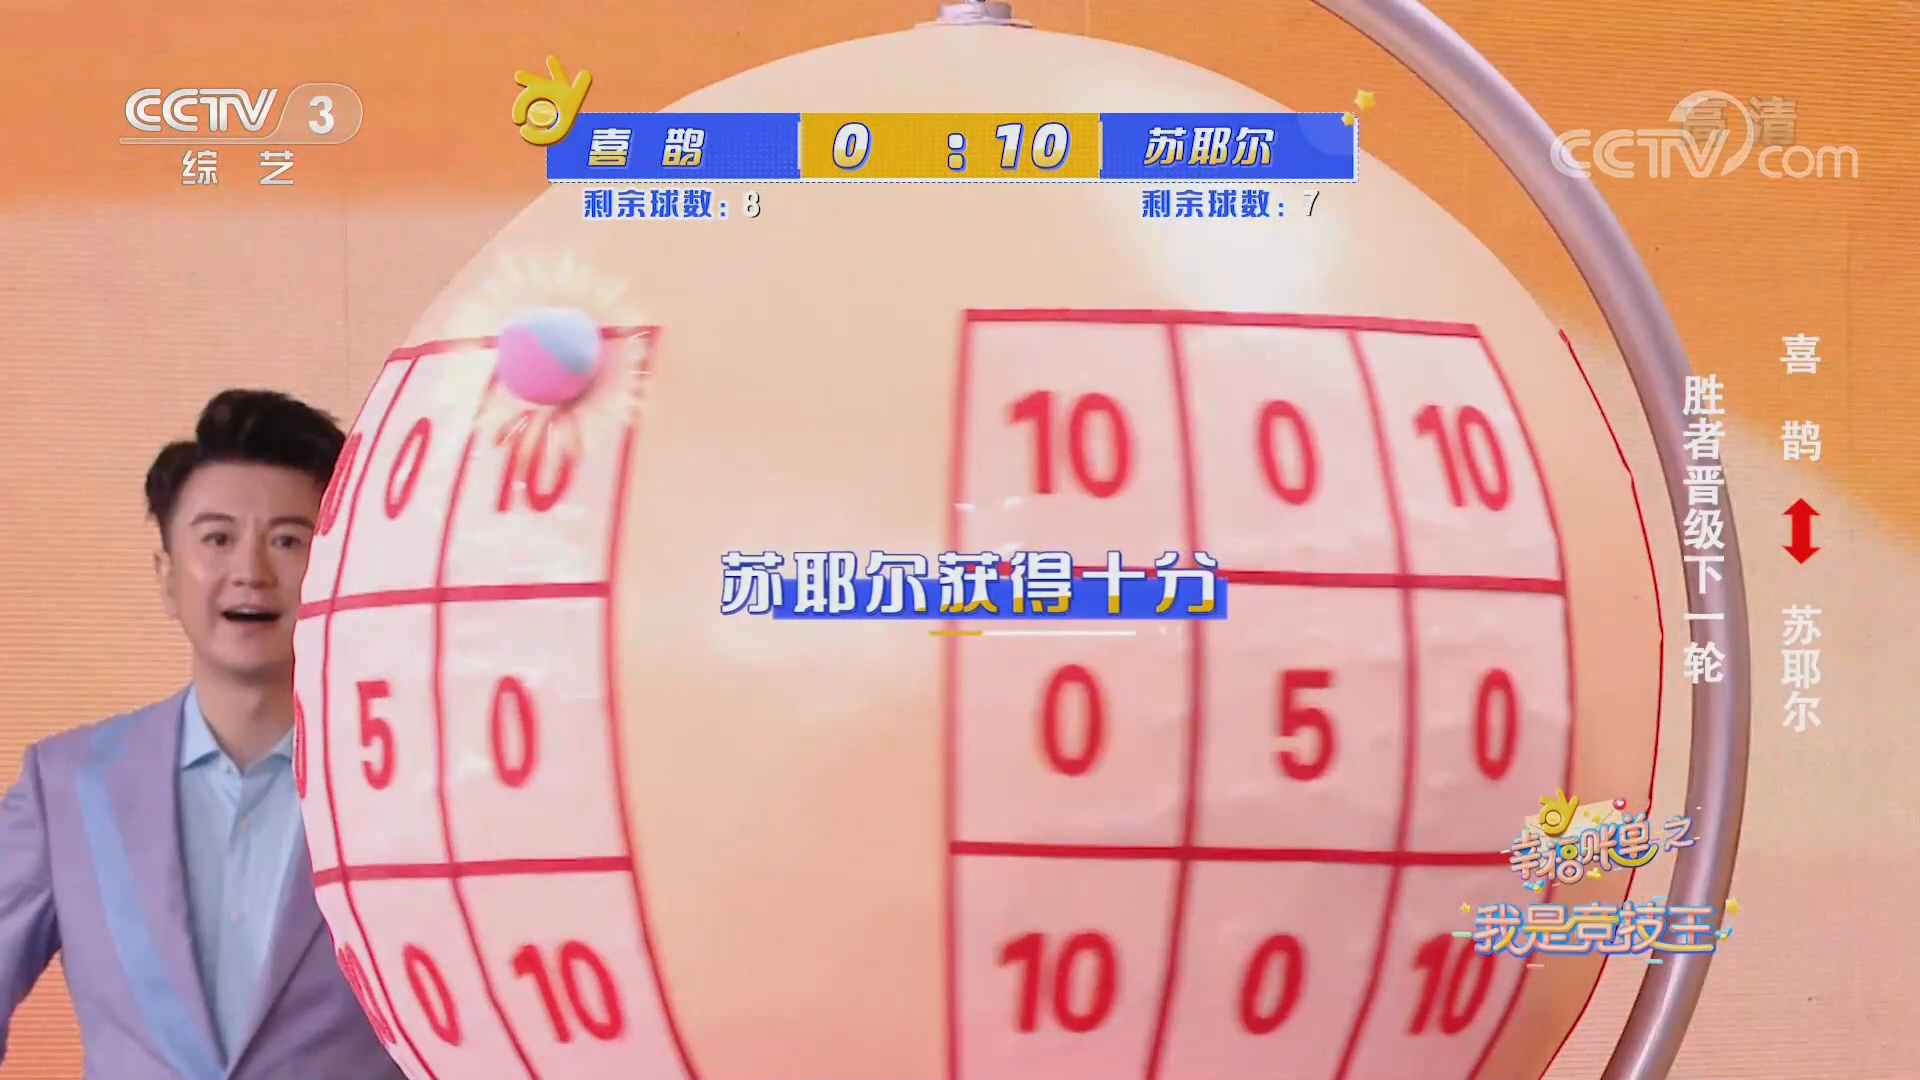 CCTV 3
综 艺
喜 鹊 0 : 10 苏耶尔
剩余球数：8 剩余球数：7
高清
CCTV.com
0 10 10 0 10
苏耶尔获得十分
5 0 0 5 0
0 10 10 0 10
喜 鹊 苏耶尔
胜者晋级下一轮
幸福账单之
我是竞技王